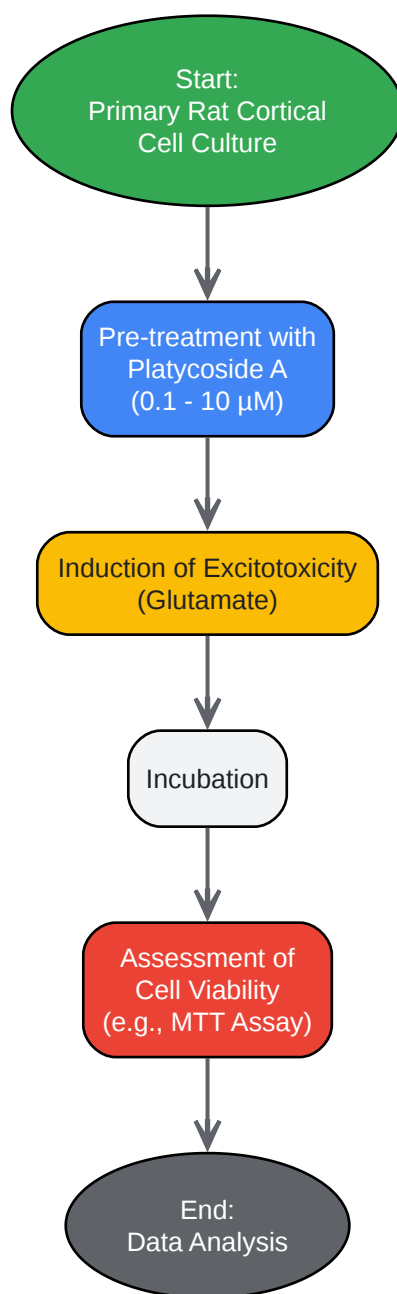 Start:
Primary Rat Cortical
Cell Culture
Pre-treatment with
Platycoside A
(0.1 - 10 µM)
Induction of Excitotoxicity
(Glutamate)
Incubation
Assessment of
Cell Viability
(e.g., MTT Assay)
End:
Data Analysis